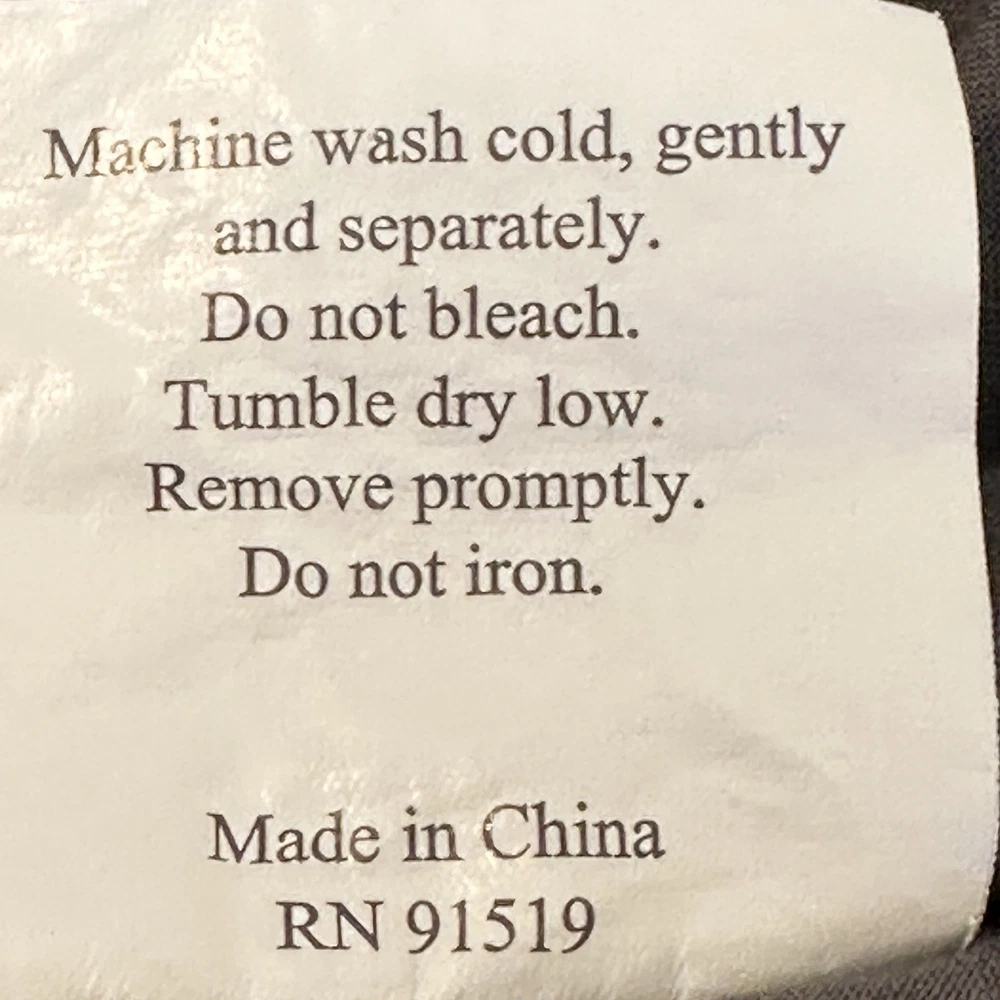 Machine wash cold, gently
and separately.
Do not bleach.
Tumble dry low.
Remove promptly.
Do not iron.
Made in China
RN 91519